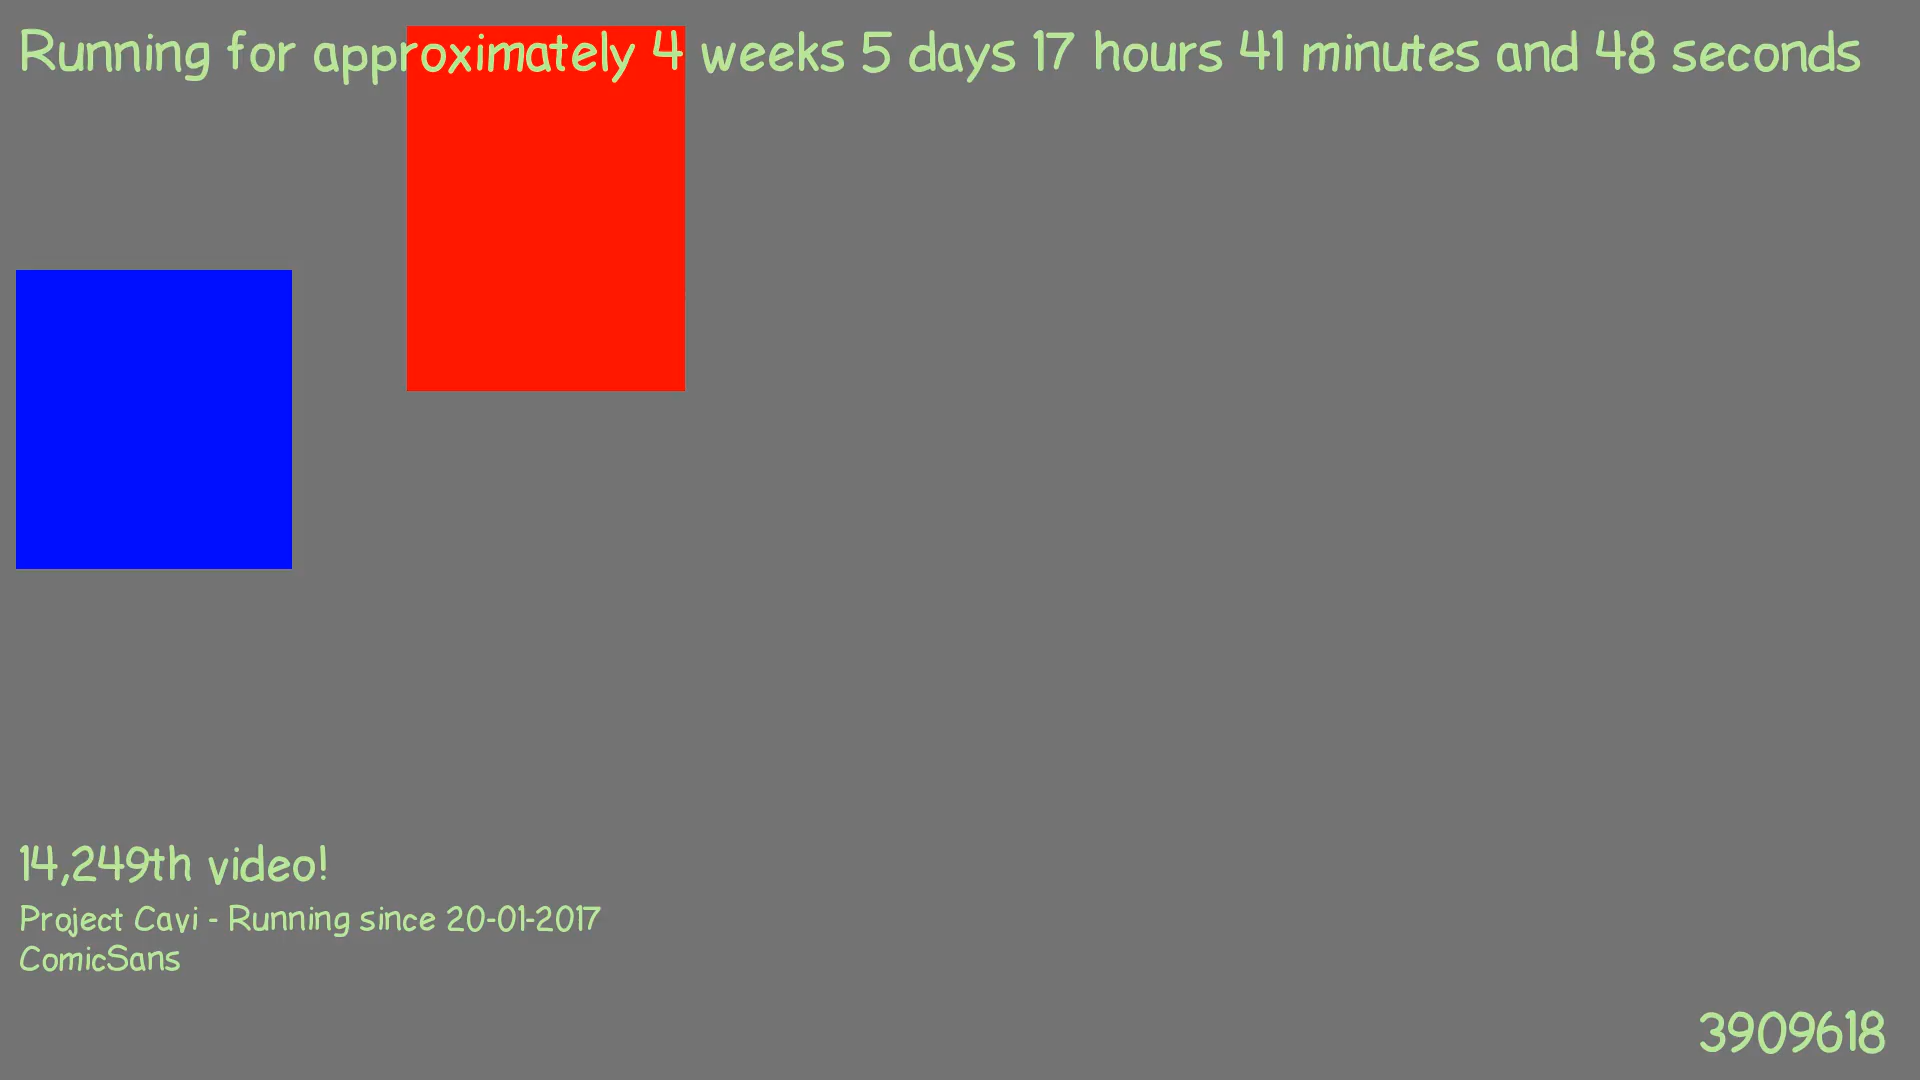 Running for approximately 4 weeks 5 days 17 hours 41 minutes and 48 seconds
14,249th video!
Project Cavi - Running since 20-01-2017
ComicSans
3909618